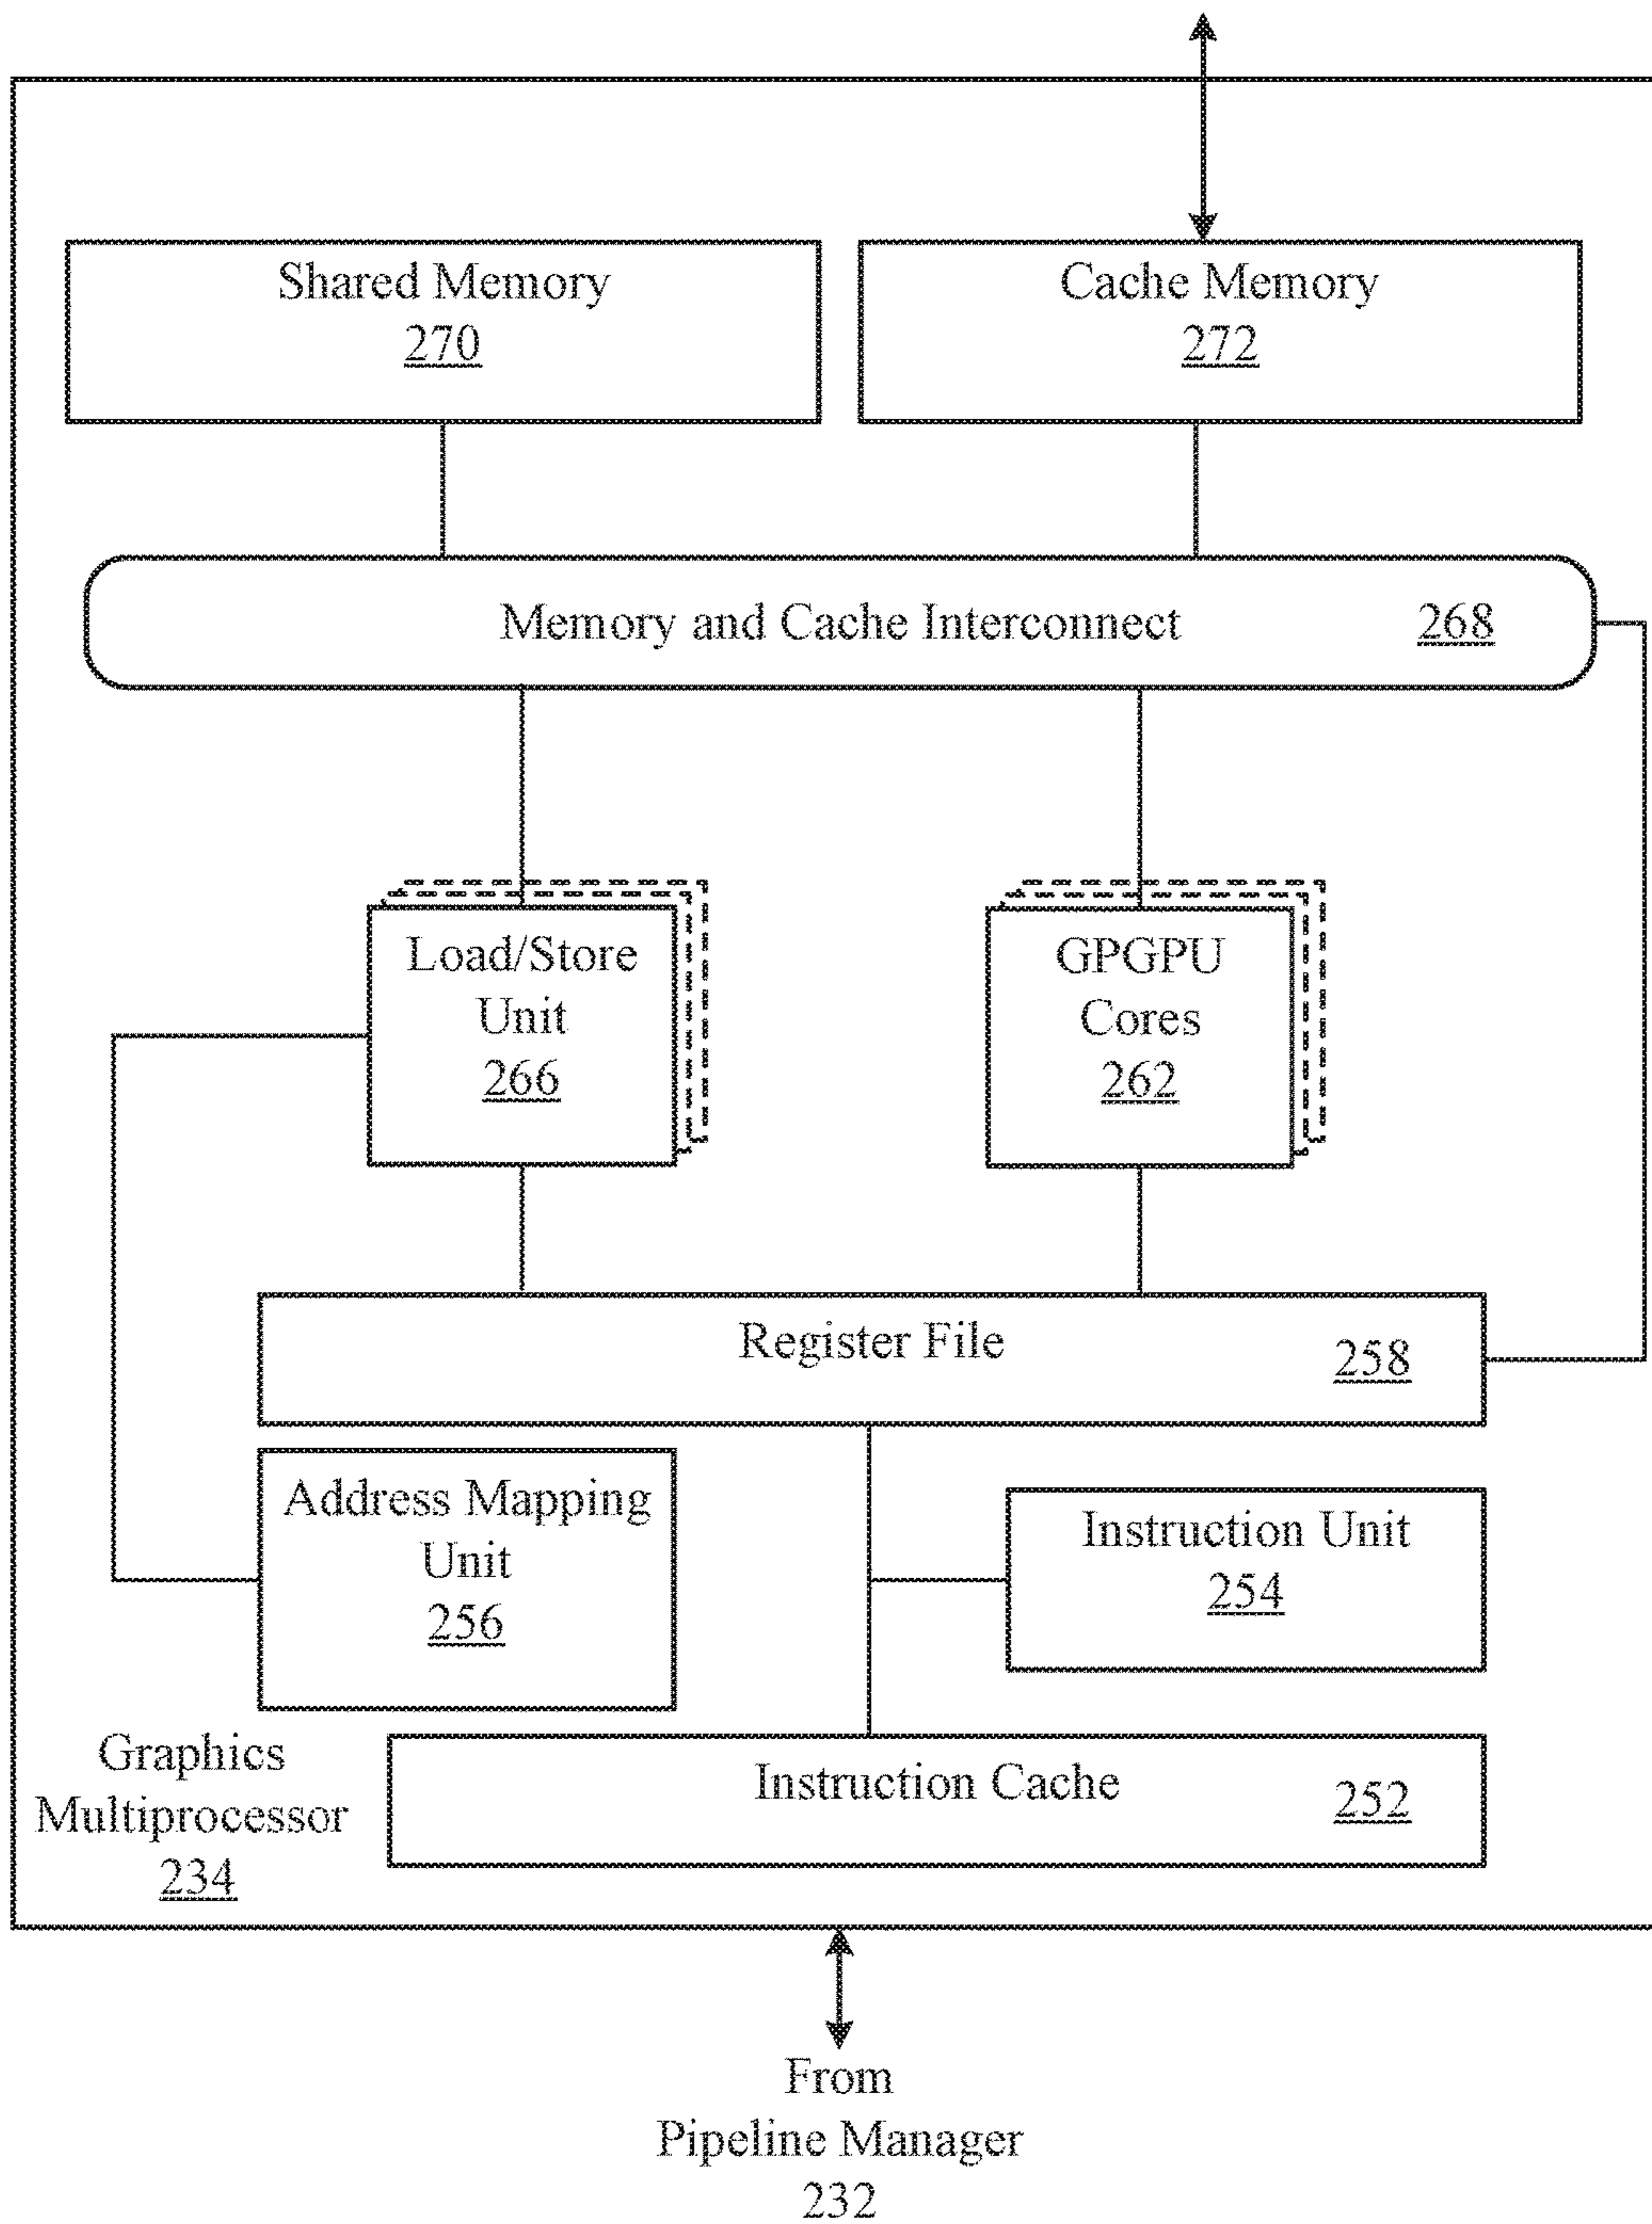 Shared Memory
270
Cache Memory
272
Memory and Cache Interconnect 268
Load/Store
Unit
266
GPGPU
Cores
262
Register File 258
Address Mapping
Unit
256
Instruction Unit
254
Graphics
Multiprocessor
234
Instruction Cache 252
From
Pipeline Manager
232